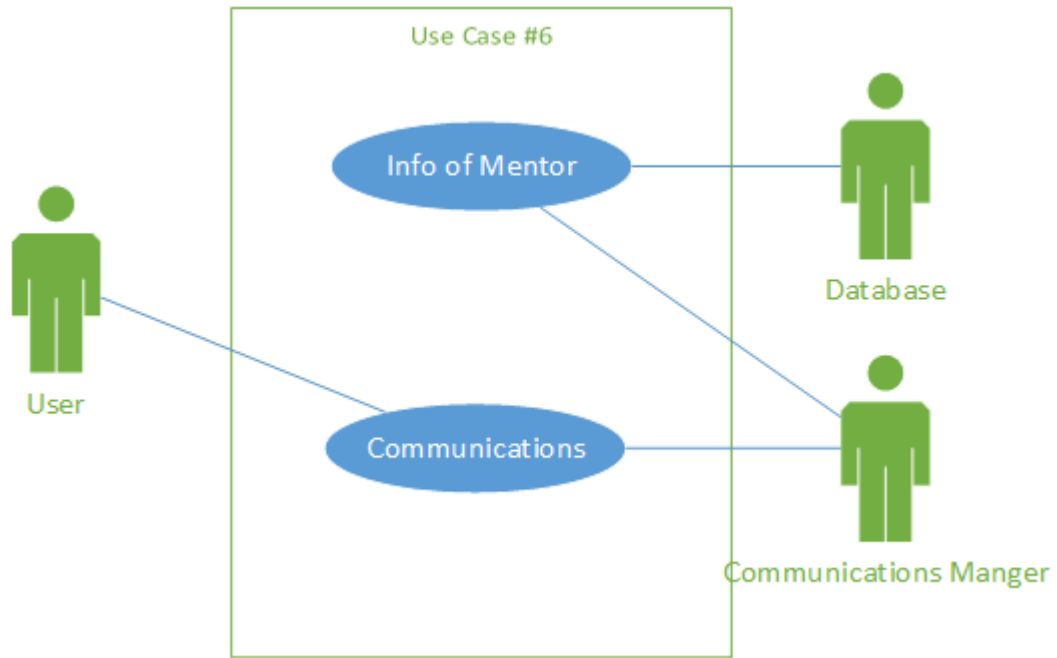 Use Case #6
Info of Mentor
Database
User
Communications
Communications Manger